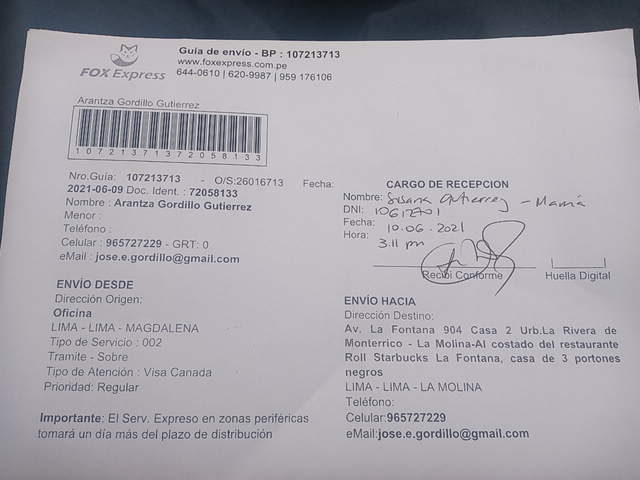 FOX Express
Guía de envío - BP : 107213713
www.foxexpress.com.pe
644-0610 | 620-9987 | 959 176106
Arantza Gordillo Gutierrez
10721371372058133
Nro.Guía: 107213713 - O/S:26016713 Fecha:
2021-06-09 Doc. Ident. : 72058133
Nombre : Arantza Gordillo Gutierrez
Menor :
Teléfono :
Celular : 965727229 - GRT: 0
eMail : jose.e.gordillo@gmail.com
ENVÍO DESDE
Dirección Origen:
Oficina
LIMA - LIMA - MAGDALENA
Tipo de Servicio : 002
Tramite - Sobre
Tipo de Atención : Visa Canada
Prioridad: Regular
Importante: El Serv. Expreso en zonas periféricas
tomará un día más del plazo de distribución
CARGO DE RECEPCION
Nombre: Susana Gutierrez - Mamá
DNI:
Fecha: 10.06.2021
Hora: 3.11 pm
Recibi Conforme
Huella Digital
ENVÍO HACIA
Dirección Destino:
Av. La Fontana 904 Casa 2 Urb.La Rivera de
Monterrico - La Molina-Al costado del restaurante
Roll Starbucks La Fontana, casa de 3 portones
negros
LIMA - LIMA - LA MOLINA
Teléfono:
Celular:965727229
eMail:jose.e.gordillo@gmail.com